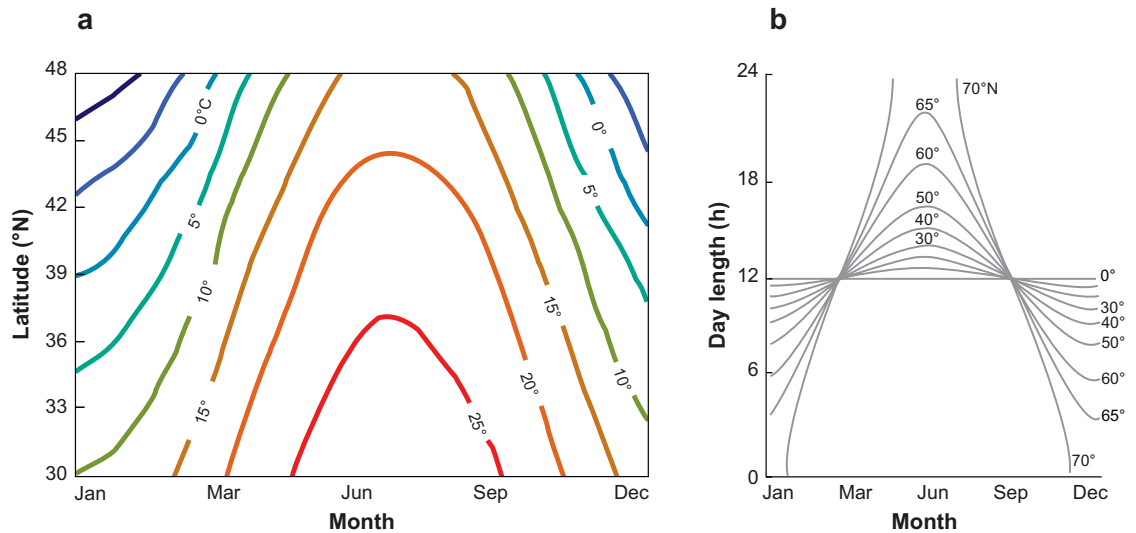 a
48
45
42
39
36
33
30
Latitude (°N)
0°C
5°
10°
15°
0°
5°
10°
15°
20°
25°
Jan
Mar
Jun
Sep
Dec
Month
b
24
18
12
6
0
Day length (h)
70°N
65°
60°
50°
40°
30°
0°
30°
40°
50°
60°
65°
70°
Jan
Mar
Jun
Sep
Dec
Month